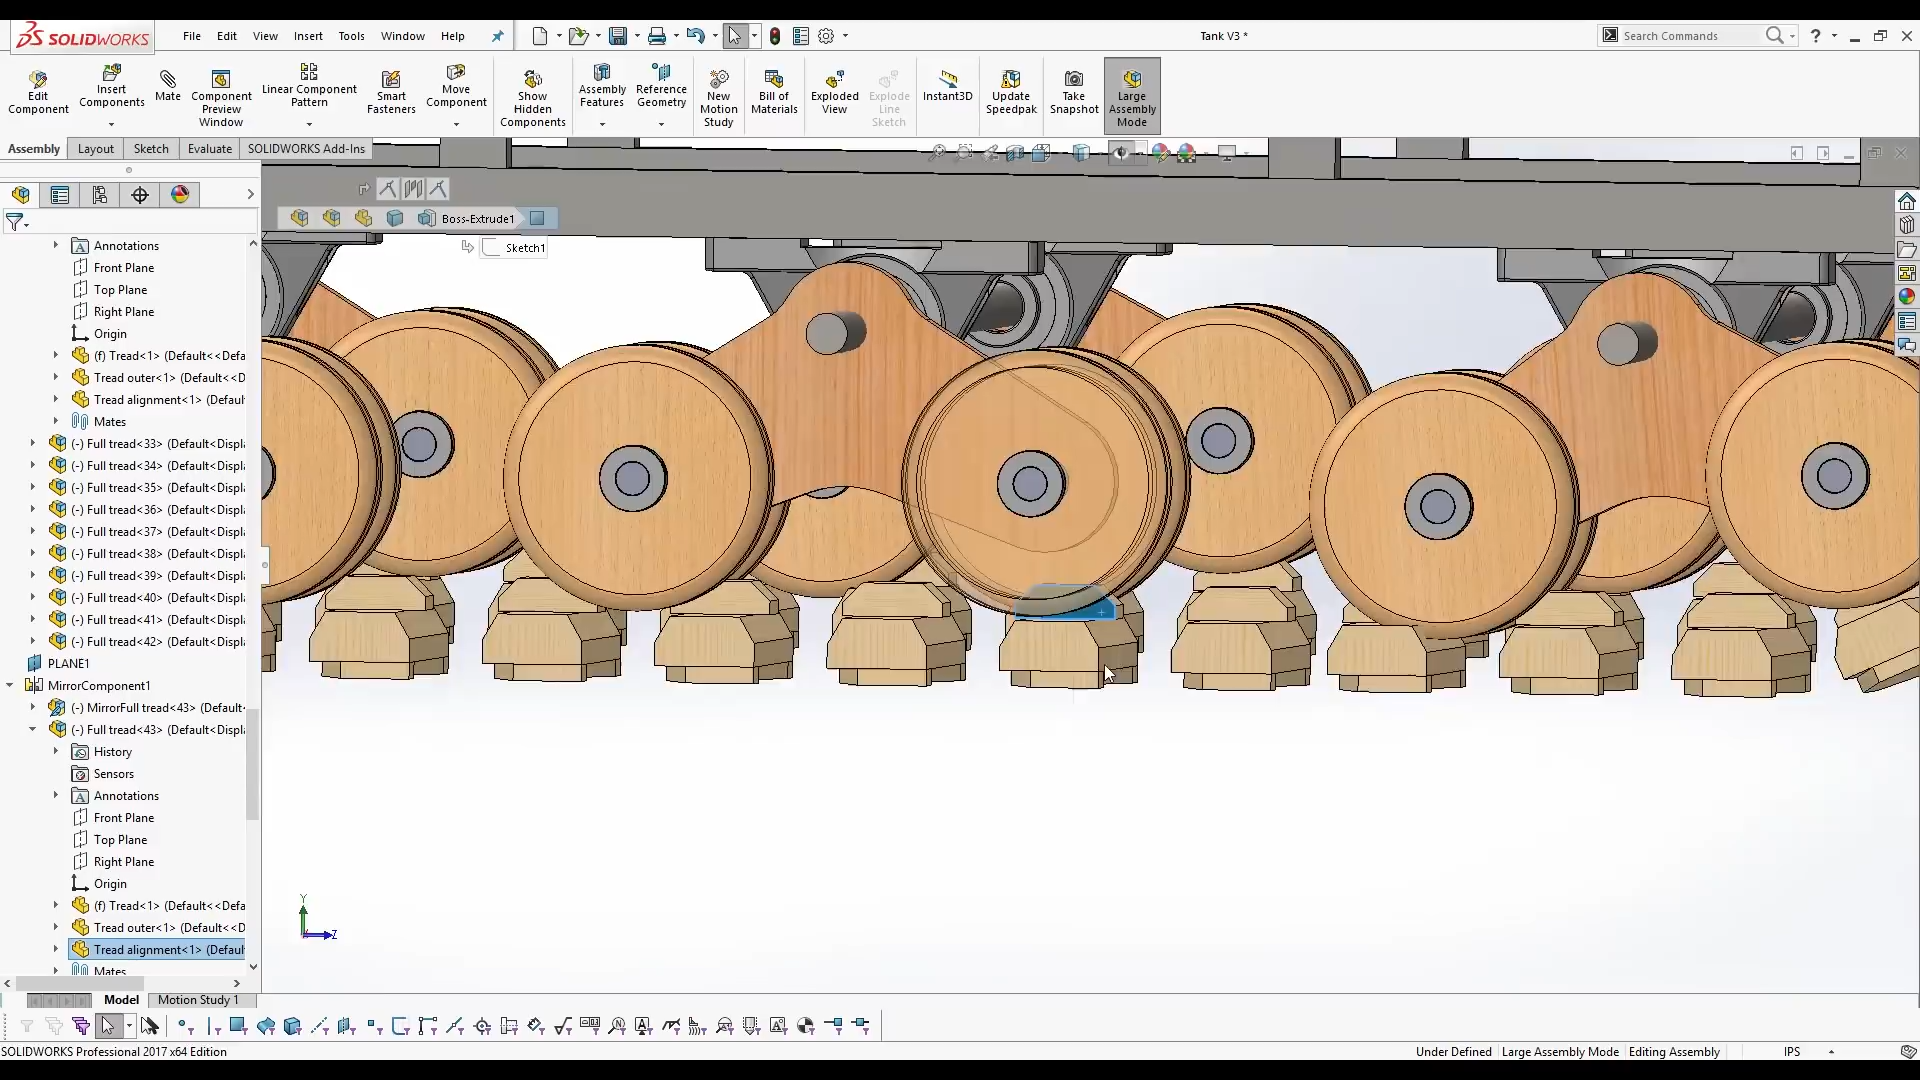 SOLIDWORKS
File Edit View Insert Tools Window Help
Tank V3 *
Search Commands
Edit Component
Insert Components
Mate
Component Preview Window
Linear Component Pattern
Smart Fasteners
Move Component
Show Hidden Components
Assembly Features
Reference Geometry
New Motion Study
Bill of Materials
Exploded View
Explode Line Sketch
Instant3D
Update Speedpak
Take Snapshot
Large Assembly Mode
Assembly Layout Sketch Evaluate SOLIDWORKS Add-Ins
Boss-Extrude1
Sketch1
Annotations
Front Plane
Top Plane
Right Plane
Origin
(f) Tread<1> (Default<<Defa
Tread outer<1> (Default<<D
Tread alignment<1> (Defaul
Mates
(-) Full tread<33> (Default<Displ
(-) Full tread<34> (Default<Displ
(-) Full tread<35> (Default<Displ
(-) Full tread<36> (Default<Displ
(-) Full tread<37> (Default<Displ
(-) Full tread<38> (Default<Displ
(-) Full tread<39> (Default<Displ
(-) Full tread<40> (Default<Displ
(-) Full tread<41> (Default<Displ
(-) Full tread<42> (Default<Displ
PLANE1
MirrorComponent1
(-) MirrorFull tread<43> (Default
(-) Full tread<43> (Default<Displ
History
Sensors
Annotations
Front Plane
Top Plane
Right Plane
Origin
(f) Tread<1> (Default<<Defa
Tread outer<1> (Default<<D
Tread alignment<1> (Defaul
Mates
Y
Z
Model Motion Study 1
SOLIDWORKS Professional 2017 x64 Edition
Under Defined Large Assembly Mode Editing Assembly IPS